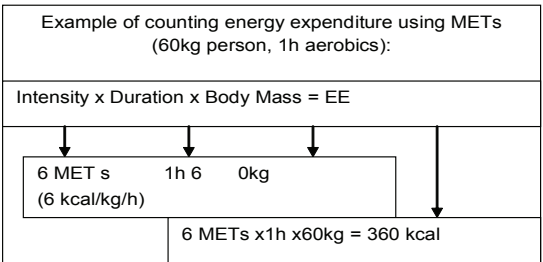 Example of counting energy expenditure using METs
(60kg person, 1h aerobics):
Intensity x Duration x Body Mass = EE
6 MET s 1h 6 0kg
(6 kcal/kg/h)
6 METs x1h x60kg = 360 kcal